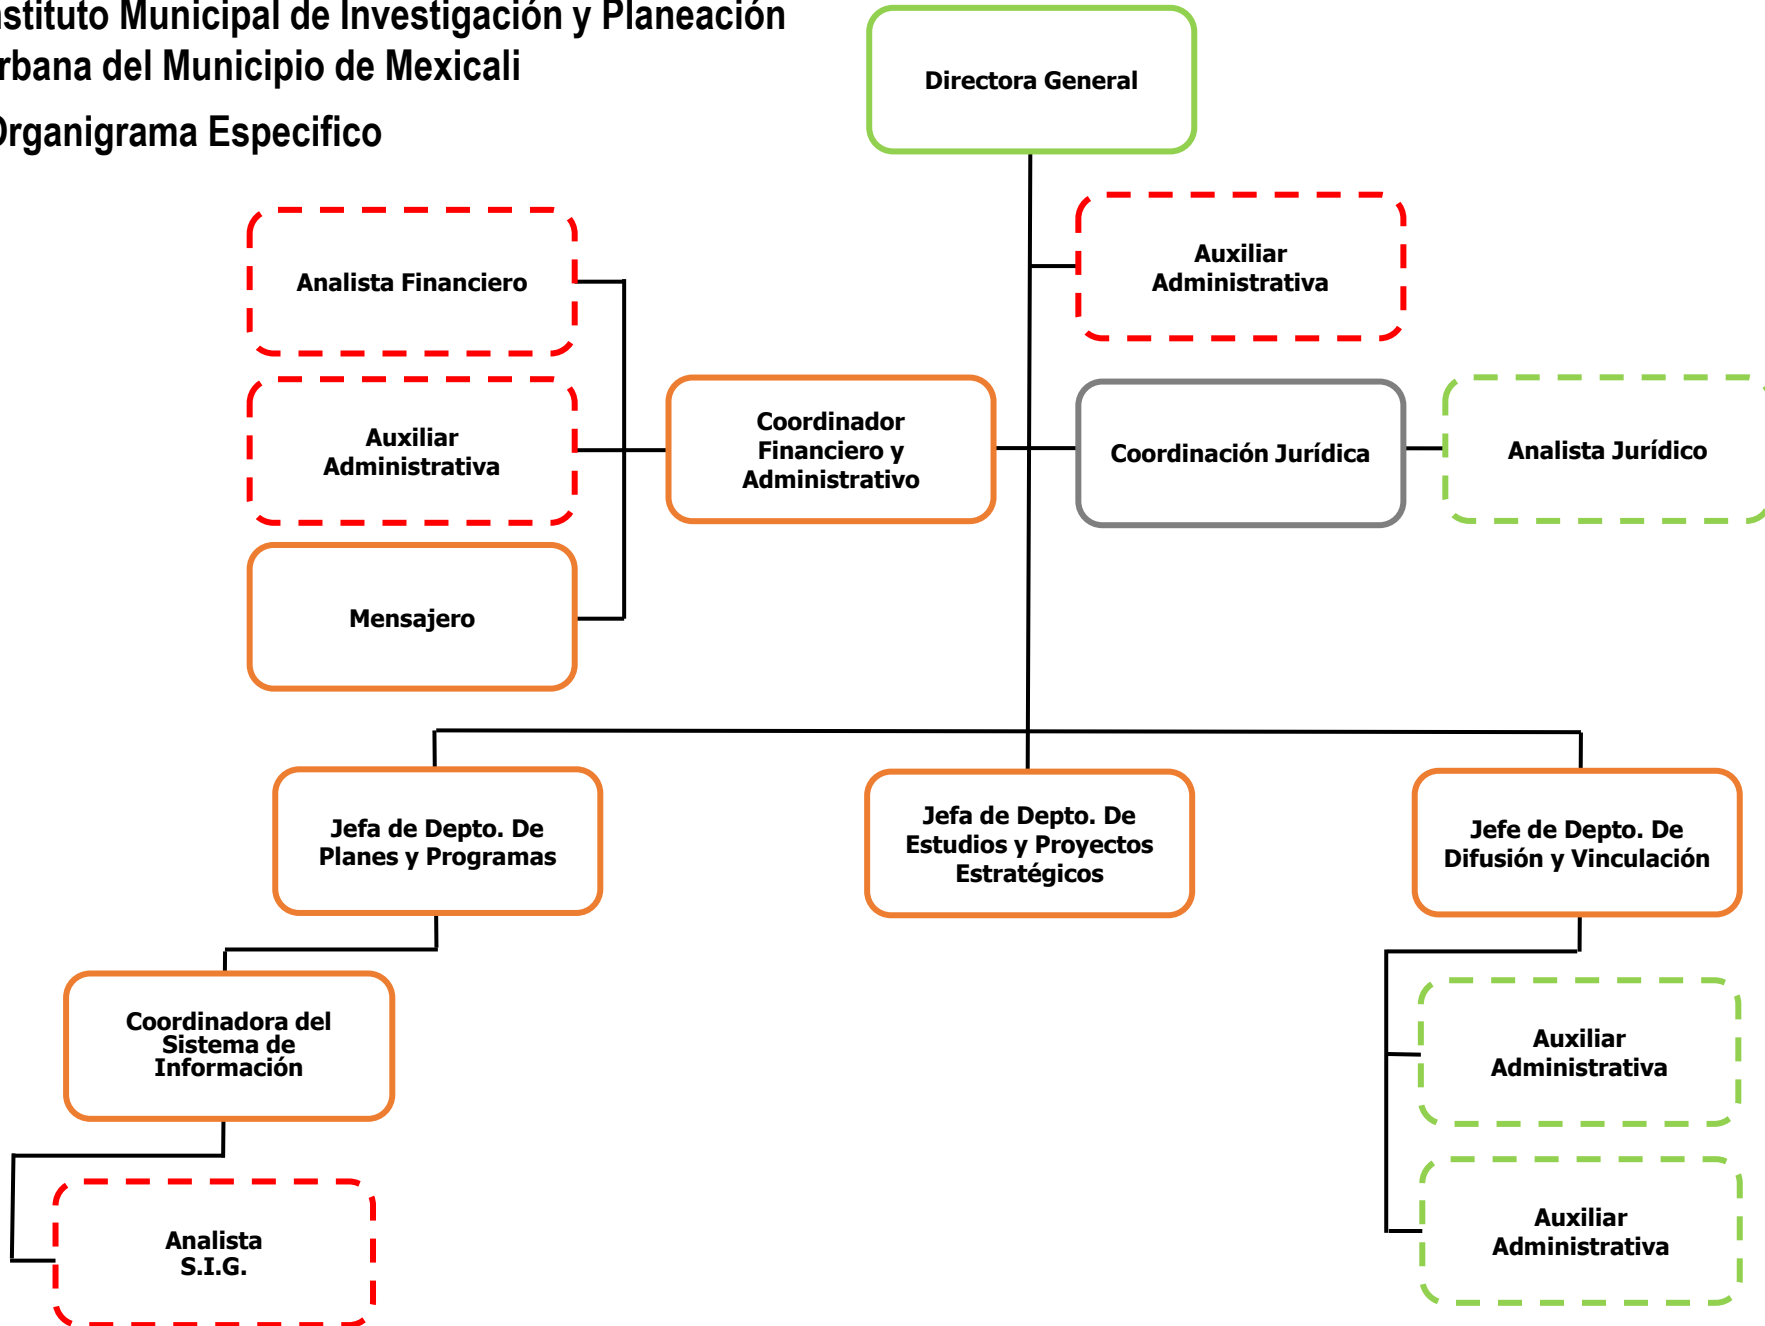 nstituto Municipal de Investigación y Planeación
rbana del Municipio de Mexicali
Organigrama Especifico
Directora General
Auxiliar
Administrativa
Analista Financiero
Auxiliar
Administrativa
Mensajero
Coordinador
Financiero y
Administrativo
Coordinación Jurídica
Analista Jurídico
Jefa de Depto. De
Planes y Programas
Jefa de Depto. De
Estudios y Proyectos
Estratégicos
Jefe de Depto. De
Difusión y Vinculación
Coordinadora del
Sistema de
Información
Analista
S.I.G.
Auxiliar
Administrativa
Auxiliar
Administrativa